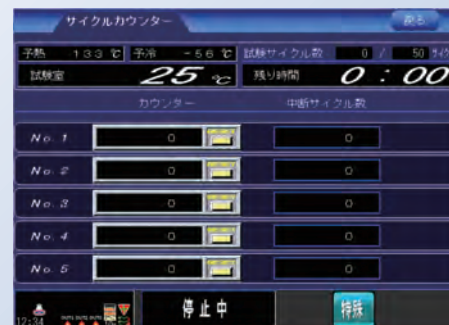 サイクルカウンター 戻る
予熱 133 ℃ 予冷 -56 ℃ 試験サイクル数 0 / 50 サイク
試験室 25 ℃ 残り時間 0 : 00
カウンター 中断サイクル数
No. 1 0 0
No. 2 0 0
No. 3 0 0
No. 4 0 0
No. 5 0 0
12:34 停止中 特殊